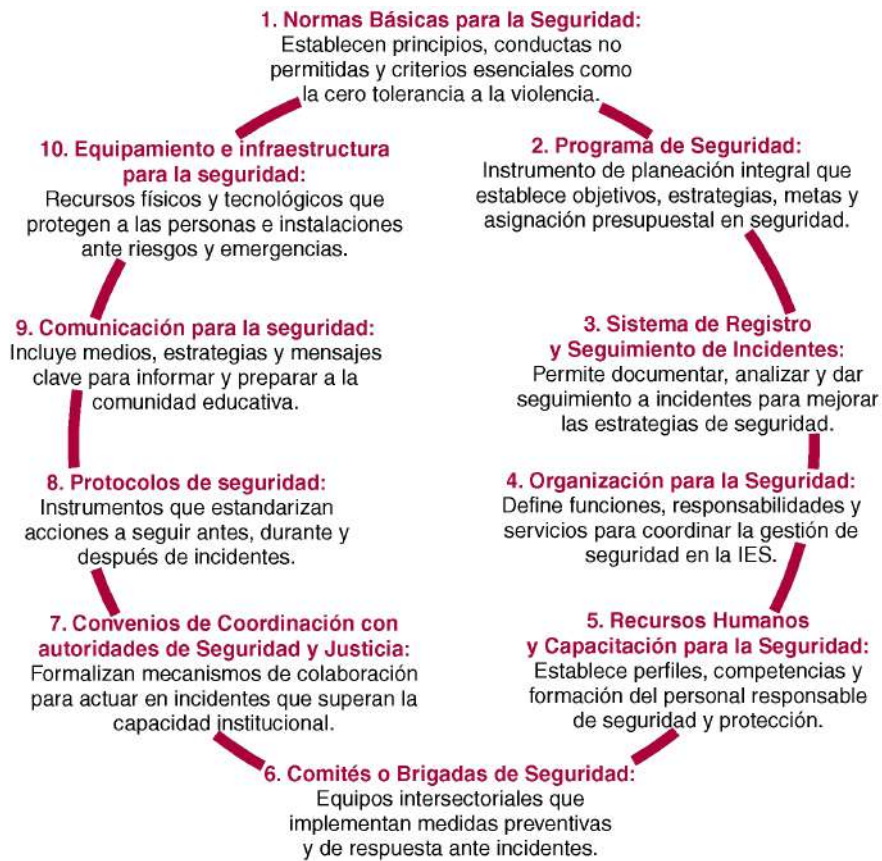 1. Normas Básicas para la Seguridad:
Establecen principios, conductas no
permitidas y criterios esenciales como
la cero tolerancia a la violencia.
2. Programa de Seguridad:
Instrumento de planeación integral que
establece objetivos, estrategias, metas y
asignación presupuestal en seguridad.
3. Sistema de Registro
y Seguimiento de Incidentes:
Permite documentar, analizar y dar
seguimiento a incidentes para mejorar
las estrategias de seguridad.
4. Organización para la Seguridad:
Define funciones, responsabilidades y
servicios para coordinar la gestión de
seguridad en la IES.
5. Recursos Humanos
y Capacitación para la Seguridad:
Establece perfiles, competencias y
formación del personal responsable
de seguridad y protección.
6. Comités o Brigadas de Seguridad:
Equipos intersectoriales que
implementan medidas preventivas
y de respuesta ante incidentes.
7. Convenios de Coordinación con
autoridades de Seguridad y Justicia:
Formalizan mecanismos de colaboración
para actuar en incidentes que superan la
capacidad institucional.
8. Protocolos de seguridad:
Instrumentos que estandarizan
acciones a seguir antes, durante y
después de incidentes.
9. Comunicación para la seguridad:
Incluye medios, estrategias y mensajes
clave para informar y preparar a la
comunidad educativa.
10. Equipamiento e infraestructura
para la seguridad:
Recursos físicos y tecnológicos que
protegen a las personas e instalaciones
ante riesgos y emergencias.